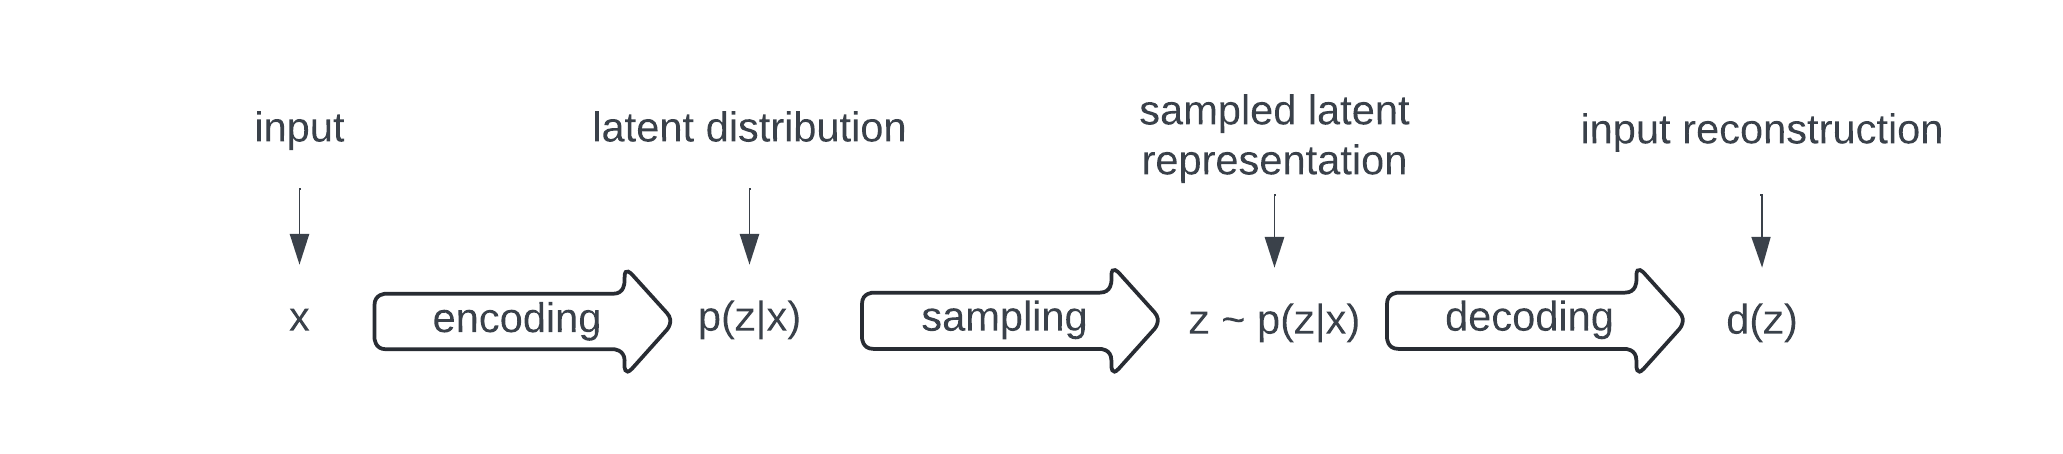 input
latent distribution
sampled latent
representation
input reconstruction
x
encoding
p(z|x)
sampling
z ~ p(z|x)
decoding
d(z)